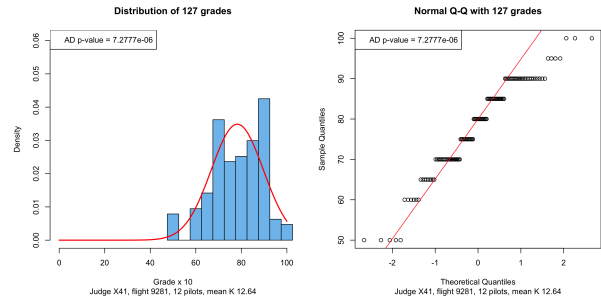 Distribution of 127 grades
AD p-value = 7.2777e-06
Density
0.00 0.01 0.02 0.03 0.04 0.05 0.06
0 20 40 60 80 100
Grade x 10
Judge X41, flight 9281, 12 pilots, mean K 12.64
Normal Q-Q with 127 grades
AD p-value = 7.2777e-06
Sample Quantiles
50 60 70 80 90 100
-2 -1 0 1 2
Theoretical Quantiles
Judge X41, flight 9281, 12 pilots, mean K 12.64